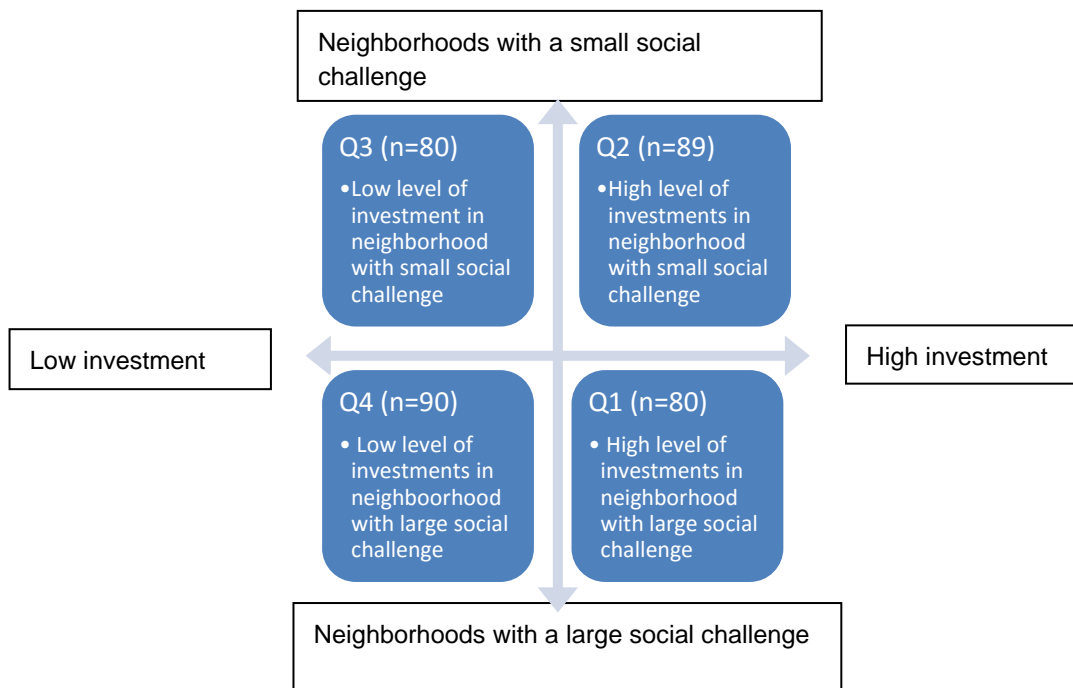 Neighborhoods with a small social
challenge
Q3 (n=80)
•Low level of
investment in
neighborhood
with small social
challenge
Q2 (n=89)
•High level of
investments in
neighborhood
with small social
challenge
Low investment
High investment
Q4 (n=90)
• Low level of
investments in
neighboorhood
with large social
challenge
Q1 (n=80)
• High level of
investments in
neighborhood
with large social
challenge
Neighborhoods with a large social challenge